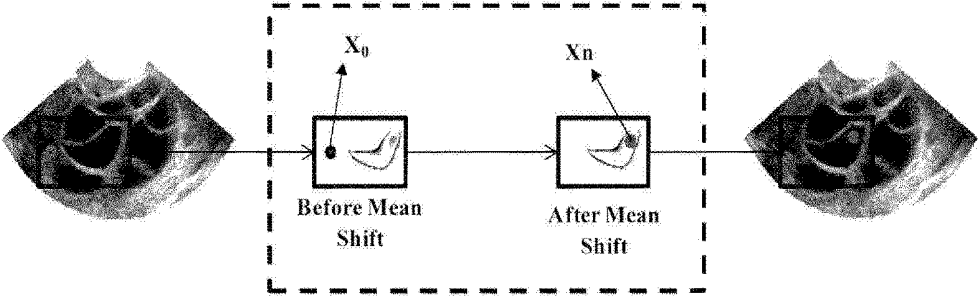 X₀
Xn
Before Mean
Shift
After Mean
Shift